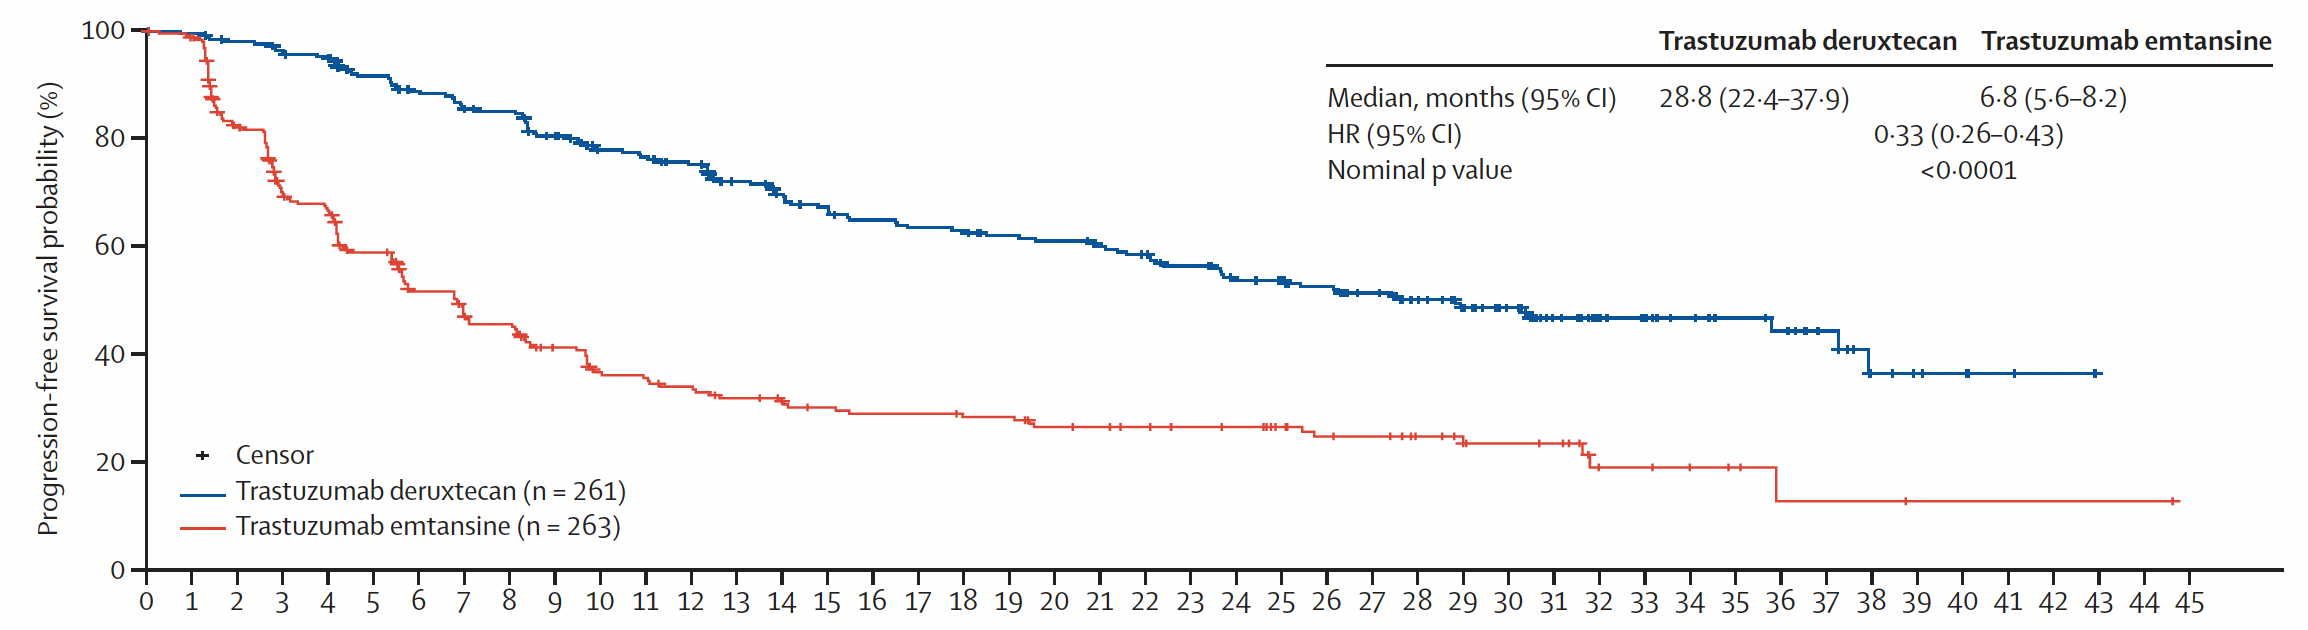 Progression-free survival probability (%)
100
80
60
40
20
0
Trastuzumab deruxtecan Trastuzumab emtansine
Median, months (95% CI) 28·8 (22·4–37·9) 6·8 (5·6–8·2)
HR (95% CI) 0·33 (0·26–0·43)
Nominal p value <0·0001
Censor
Trastuzumab deruxtecan (n = 261)
Trastuzumab emtansine (n = 263)
0 1 2 3 4 5 6 7 8 9 10 11 12 13 14 15 16 17 18 19 20 21 22 23 24 25 26 27 28 29 30 31 32 33 34 35 36 37 38 39 40 41 42 43 44 45